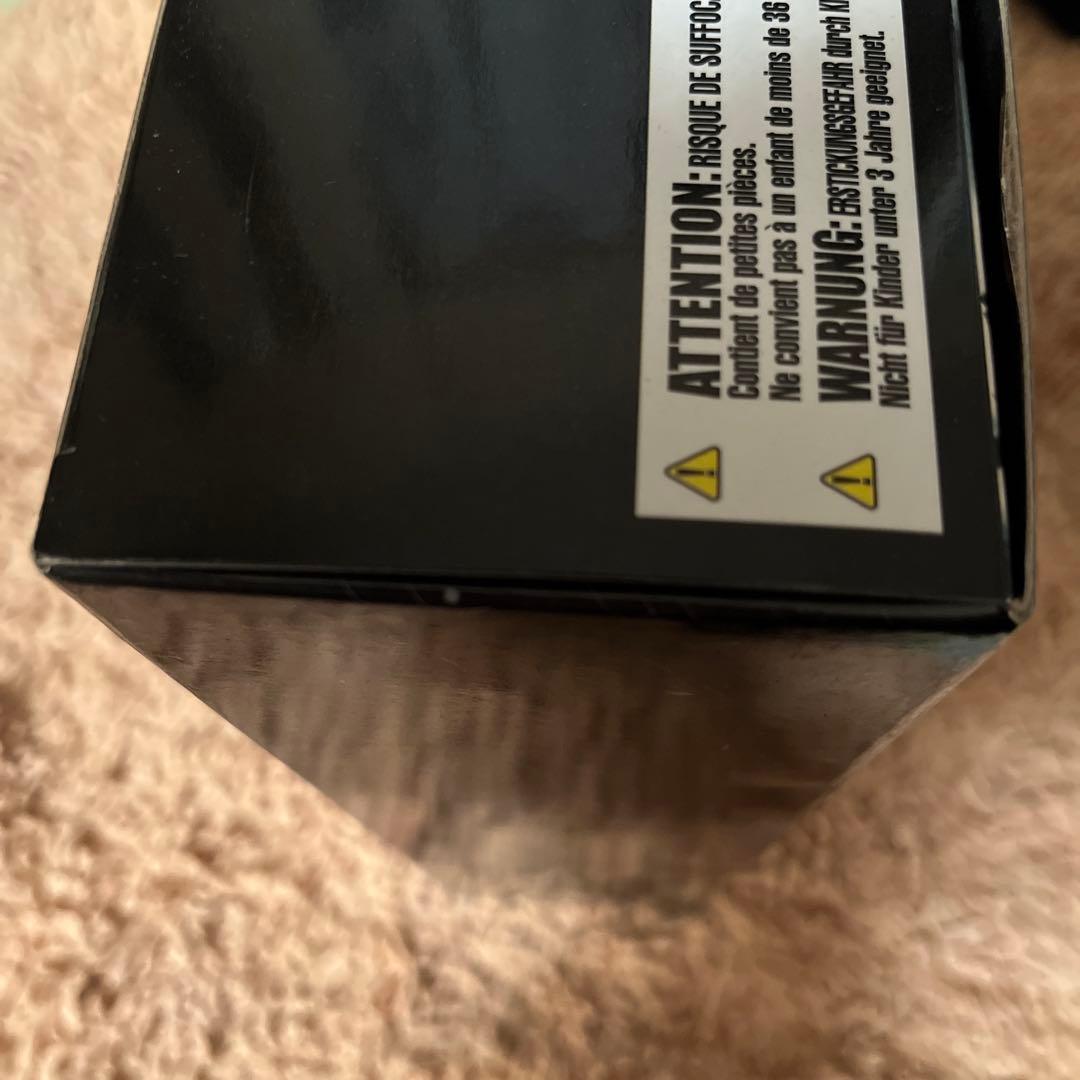 ATTENTION: RISQUE DE
Contient de petites pièces.
Ne convient pas à un enfant de moins de 36
WARNUNG: ERSTICKUNGSGEFAHR durch
Nicht für Kinder unter 3 Jahre geeignet.